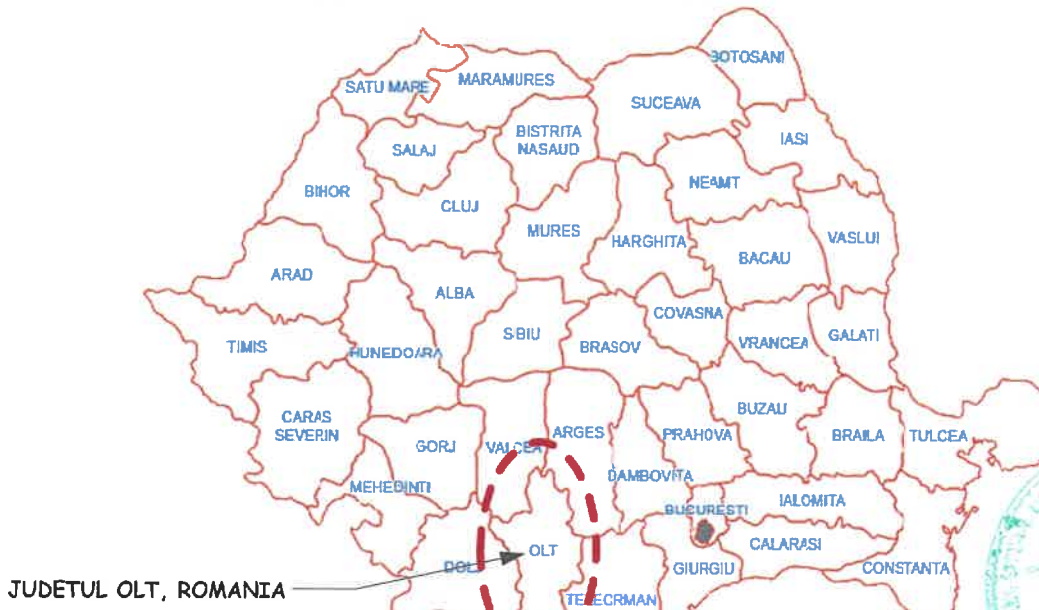 BOTOSANI
SATU MARE
MARAMURES
SUCEAVA
BISTRITA
NASAUD
IASI
SALAJ
NEAMT
BIHOR
CLUJ
MURES
HARGHITA
VASLUI
BACAU
ARAD
ALBA
COVASNA
SIBIU
BRASOV
VRANCEA
GALATI
TIMIS
HUNEDOARA
BUZAU
CARAS
SEVERIN
GORJ
VALCEA
ARGES
PRAHOVA
BRAILA
TULCEA
DAMBOVITA
MEHEDINTI
IALOMITA
BUCURESTI
CALARASI
OLT
DOLJ
GIURGIU
CONSTANTA
JUDETUL OLT, ROMANIA
TELEORMAN